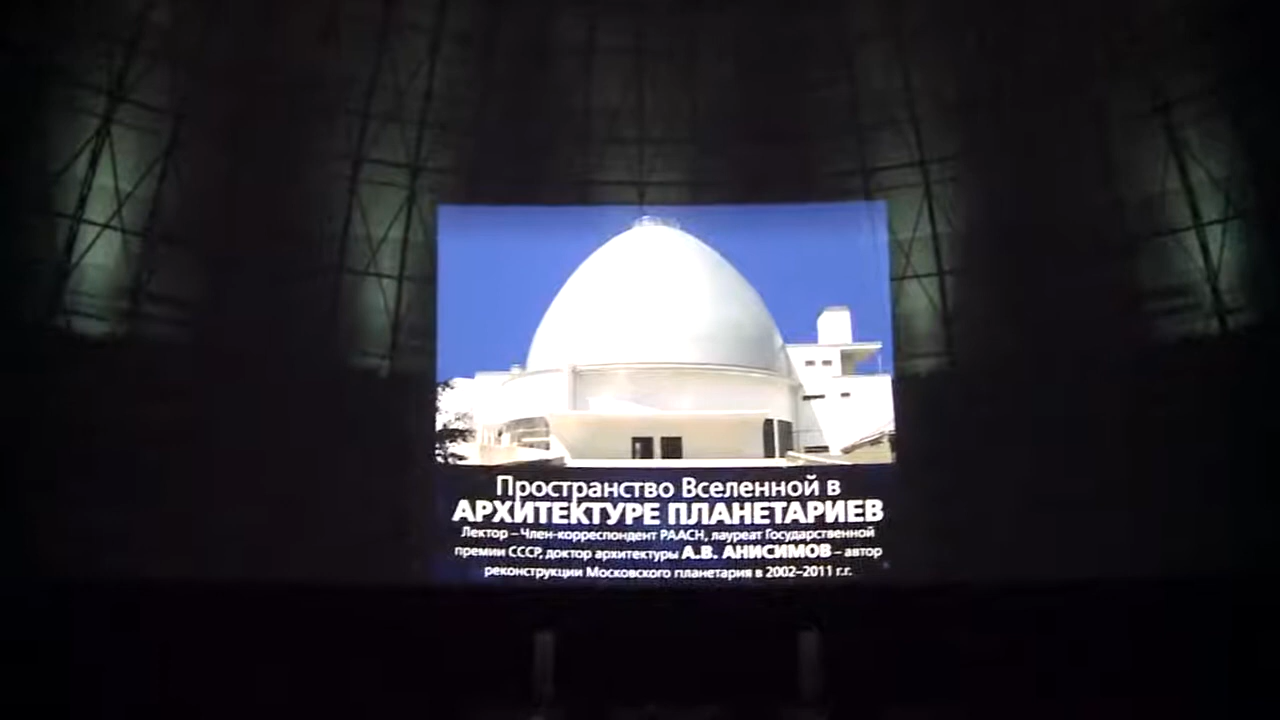 Пространство Вселенной в
АРХИТЕКТУРЕ ПЛАНЕТАРИЕВ
Лектор – Член-корреспондент РААСН, лауреат Государственной
премии СССР, доктор архитектуры А.В. АНИСИМОВ – автор
реконструкции Московского планетария в 2002–2011 г.г.